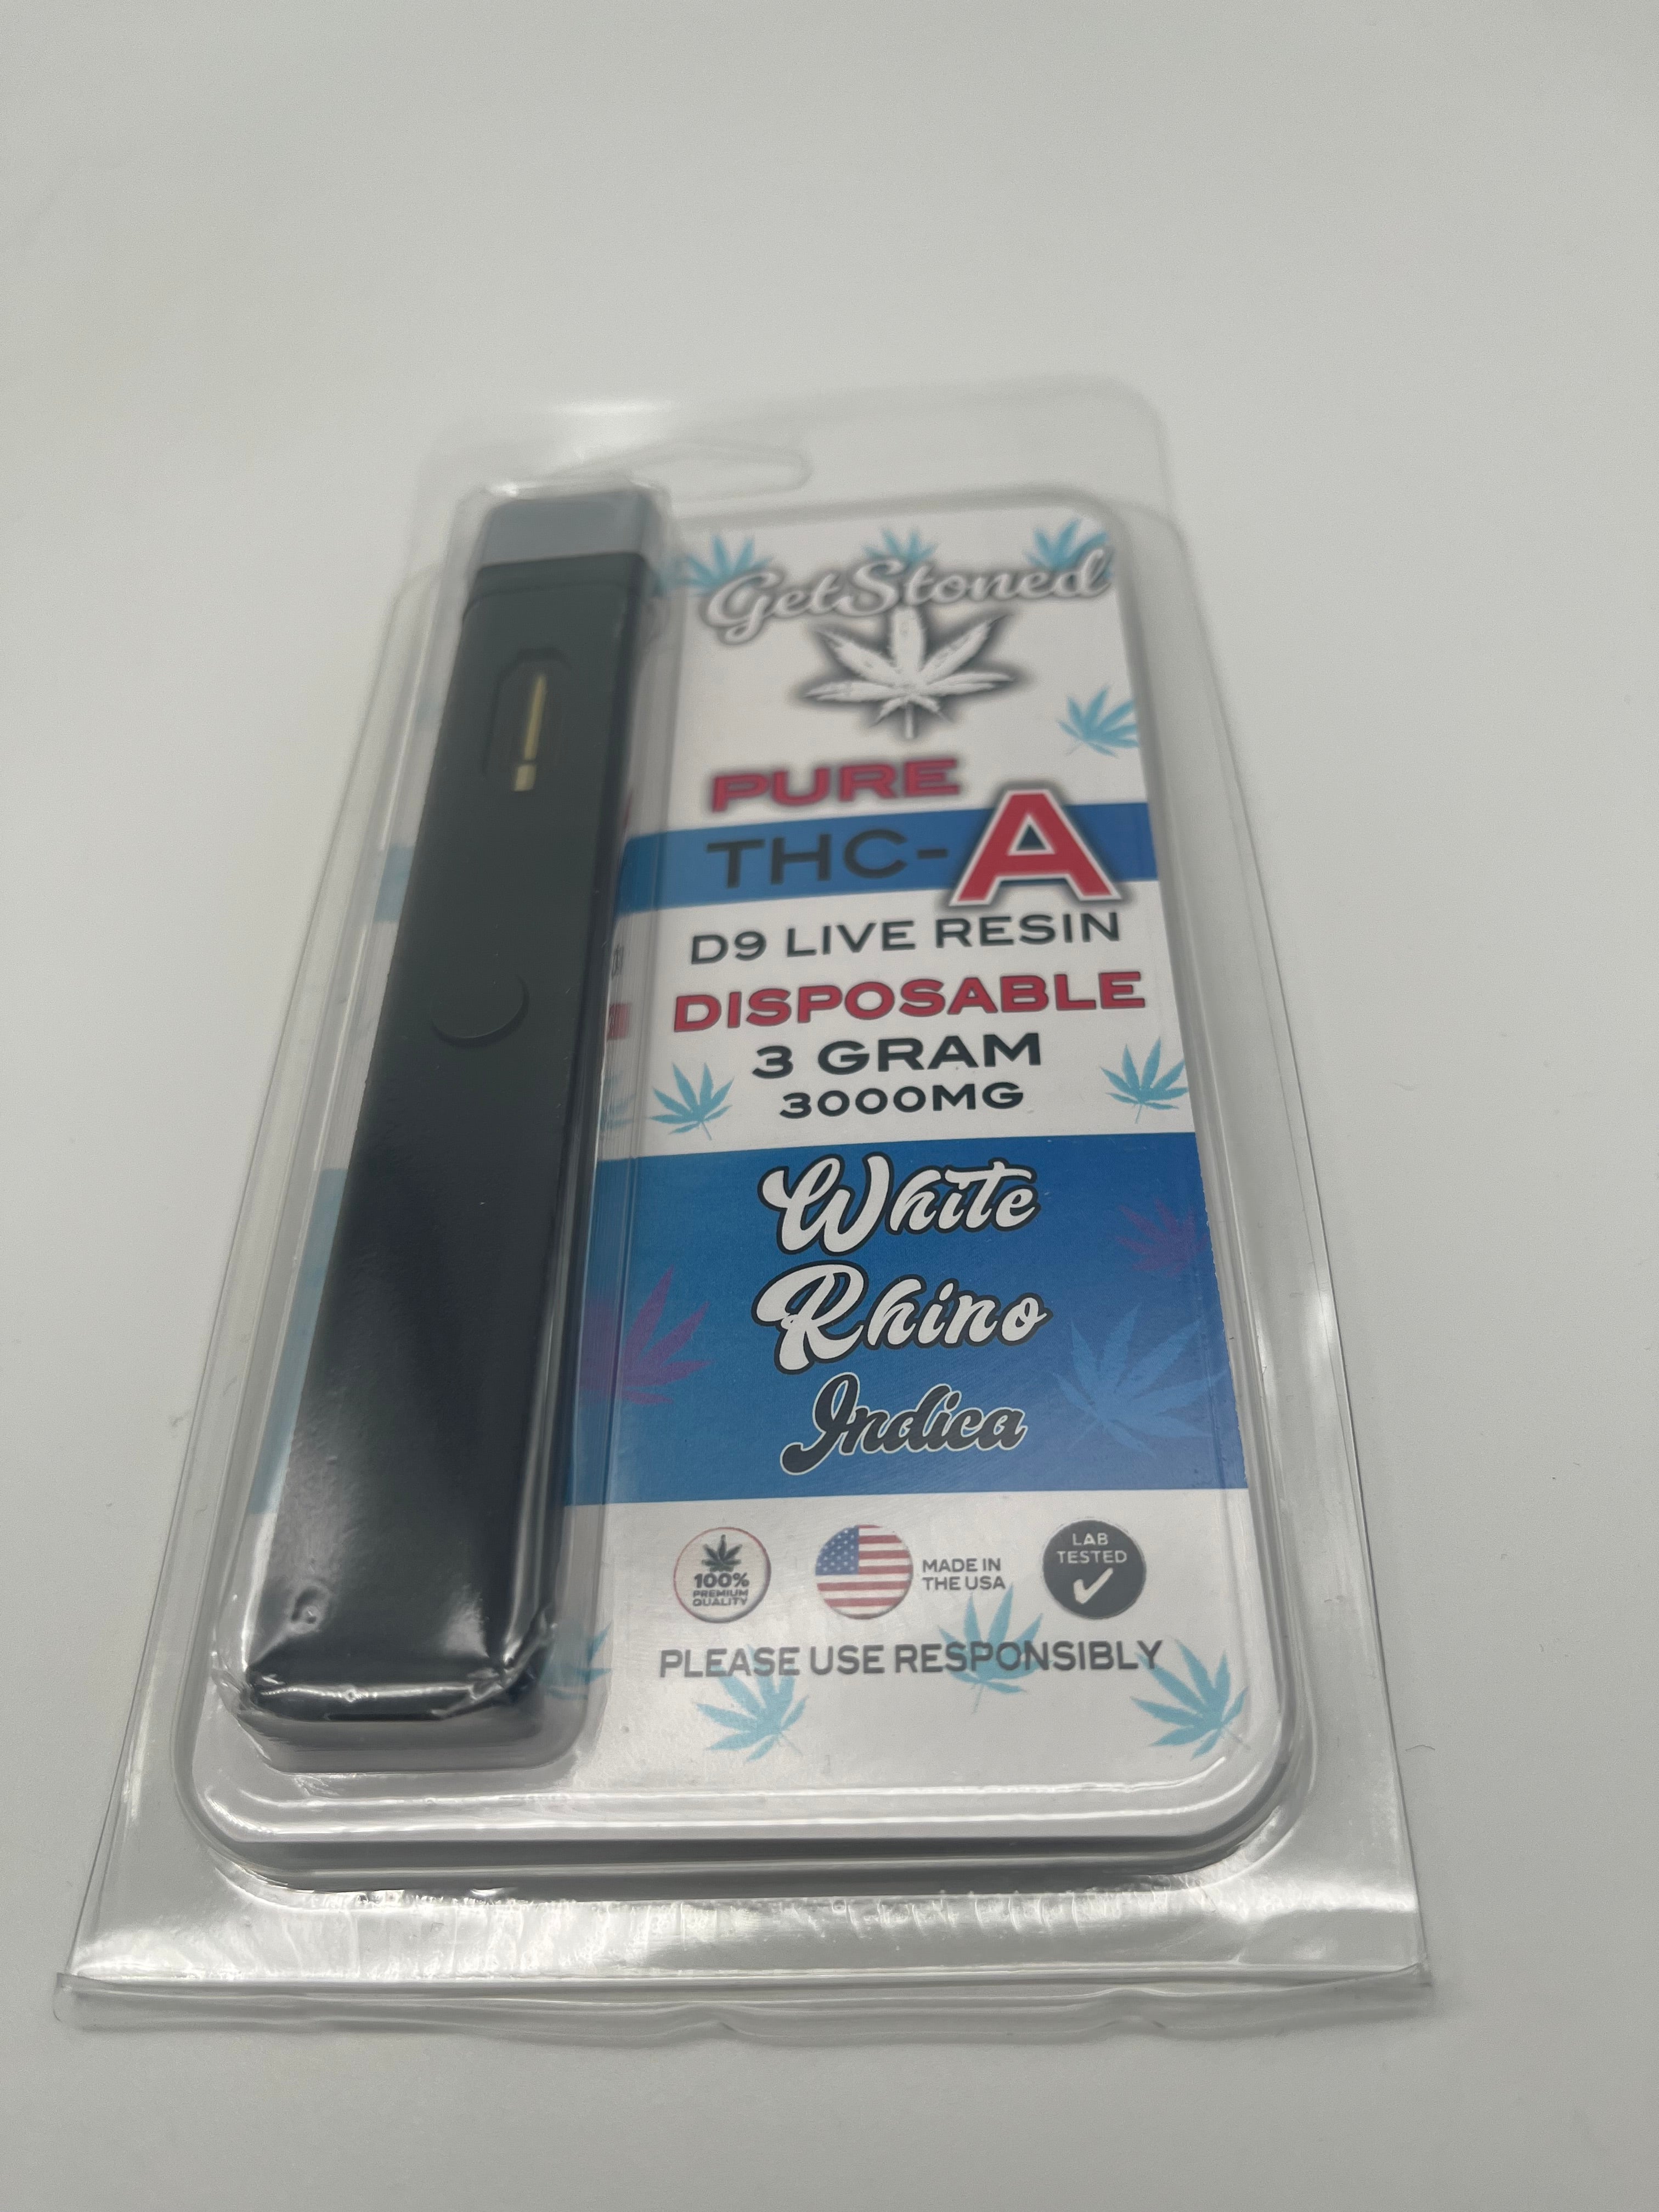 GetStoned
PURE
THC-A
D9 LIVE RESIN
DISPOSABLE
3 GRAM
3000MG
White
Rhino
Indica
100%
PREMIUM
QUALITY
MADE IN
THE USA
LAB
TESTED
PLEASE USE RESPONSIBLY